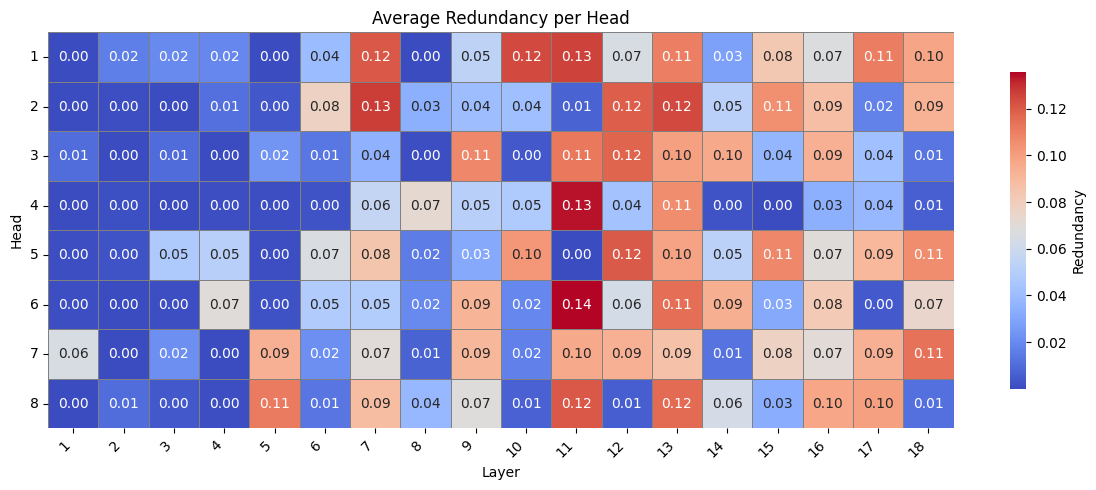 Average Redundancy per Head
1 0.00 0.02 0.02 0.02 0.00 0.04 0.12 0.00 0.05 0.12 0.13 0.07 0.11 0.03 0.08 0.07 0.11 0.10
2 0.00 0.00 0.00 0.01 0.00 0.08 0.13 0.03 0.04 0.04 0.01 0.12 0.12 0.05 0.11 0.09 0.02 0.09
3 0.01 0.00 0.01 0.00 0.02 0.01 0.04 0.00 0.11 0.00 0.11 0.12 0.10 0.10 0.04 0.09 0.04 0.01
4 0.00 0.00 0.00 0.00 0.00 0.00 0.06 0.07 0.05 0.05 0.13 0.04 0.11 0.00 0.00 0.03 0.04 0.01
5 0.00 0.00 0.05 0.05 0.00 0.07 0.08 0.02 0.03 0.10 0.00 0.12 0.10 0.05 0.11 0.07 0.09 0.11
6 0.00 0.00 0.00 0.07 0.00 0.05 0.05 0.02 0.09 0.02 0.14 0.06 0.11 0.09 0.03 0.08 0.00 0.07
7 0.06 0.00 0.02 0.00 0.09 0.02 0.07 0.01 0.09 0.02 0.10 0.09 0.09 0.01 0.08 0.07 0.09 0.11
8 0.00 0.01 0.00 0.00 0.11 0.01 0.09 0.04 0.07 0.01 0.12 0.01 0.12 0.06 0.03 0.10 0.10 0.01
1 2 3 4 5 6 7 8 9 10 11 12 13 14 15 16 17 18
Layer
Head
0.12
0.10
0.08
0.06
0.04
0.02
Redundancy